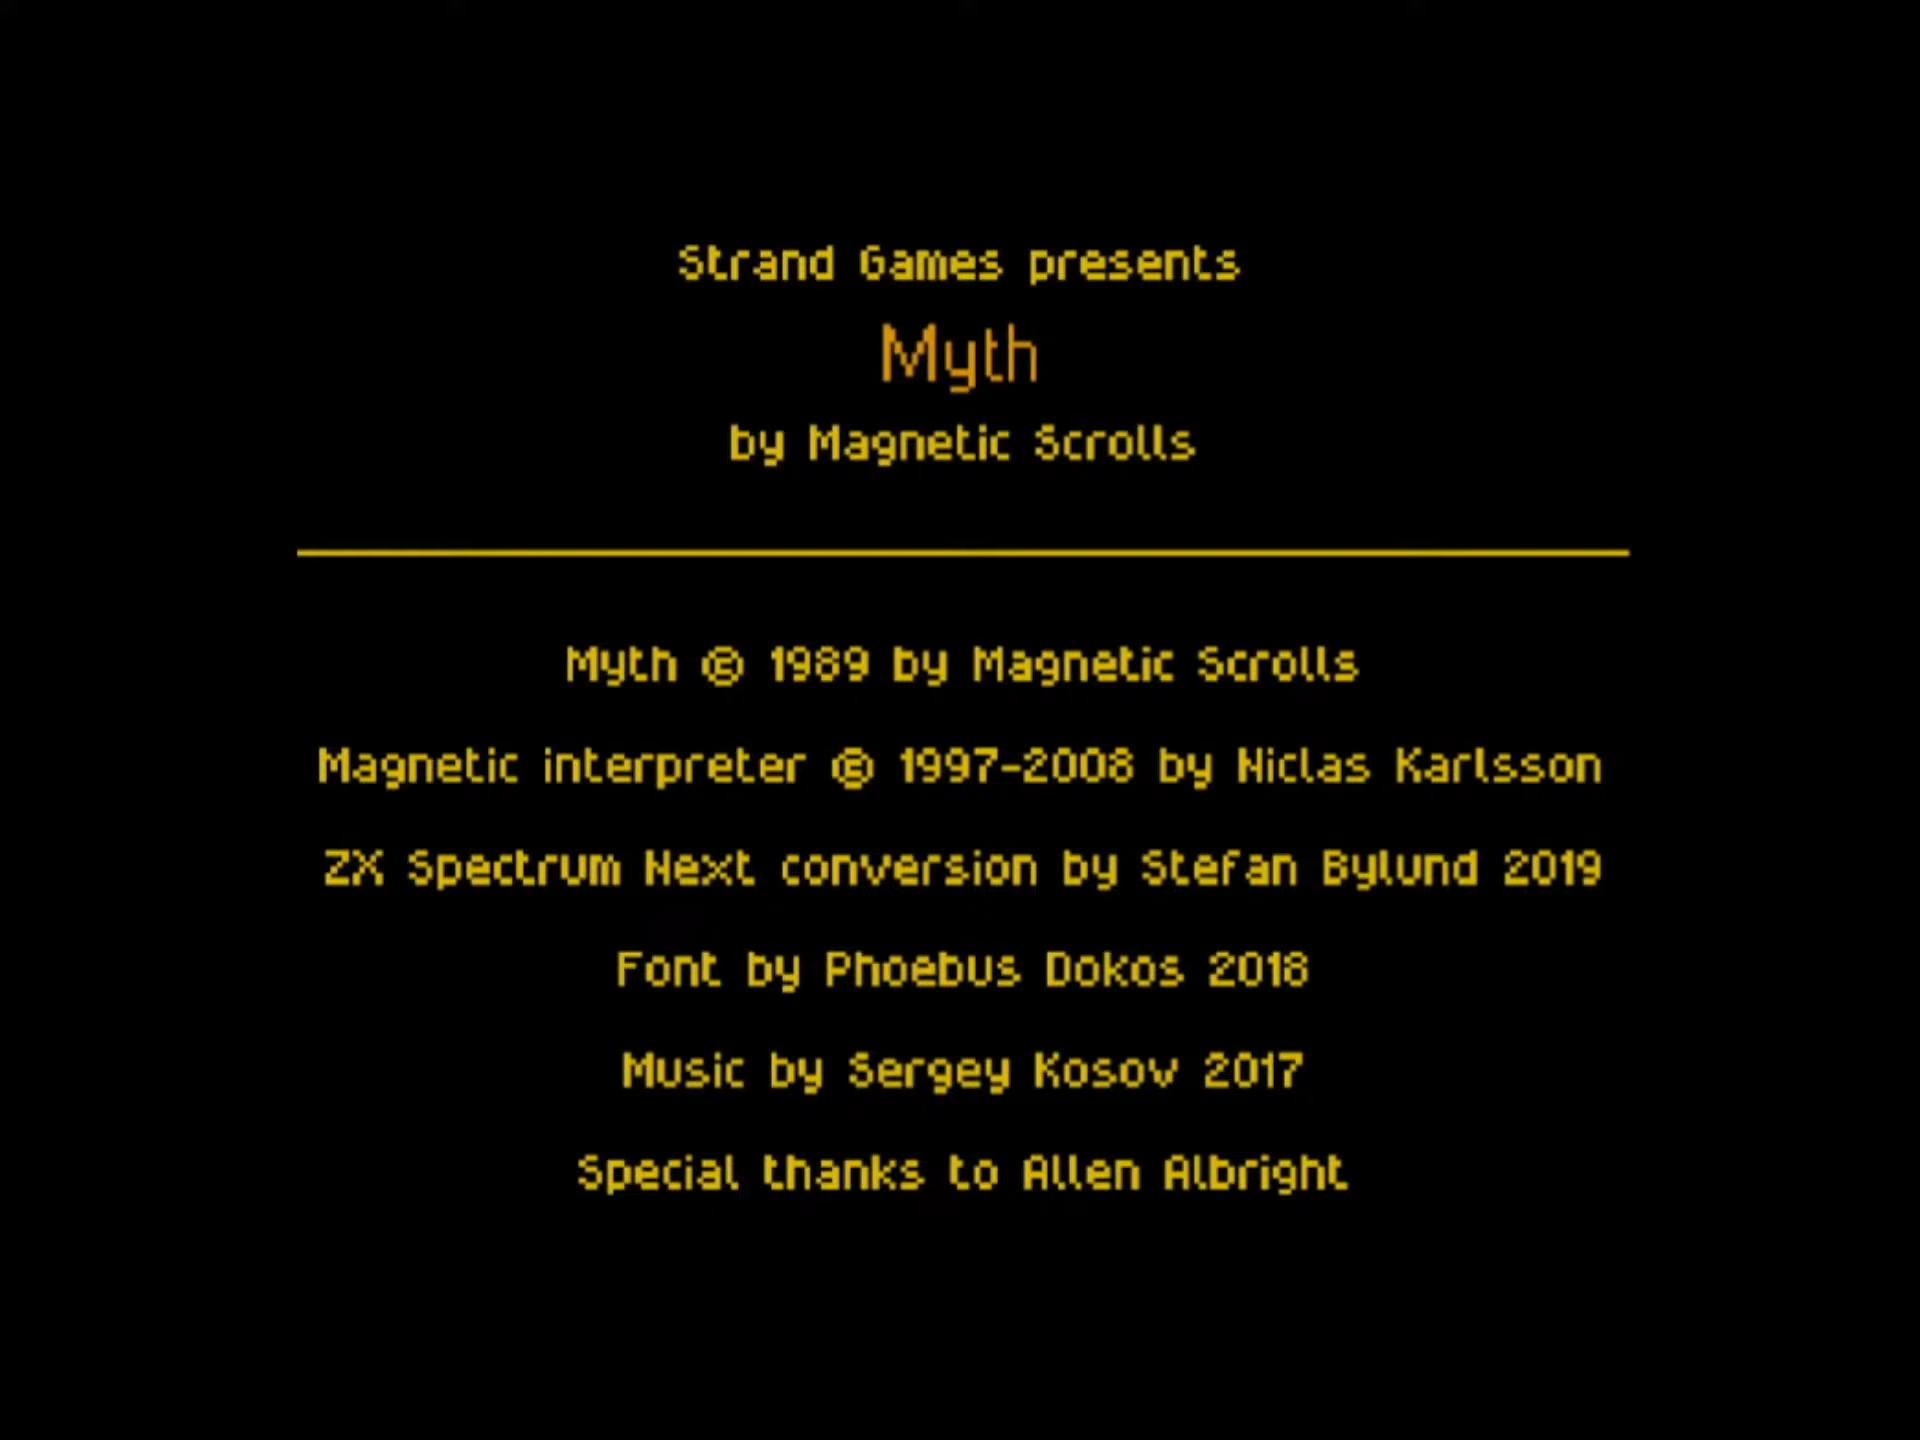 Strand Games presents
Myth
by Magnetic Scrolls
Myth © 1989 by Magnetic Scrolls
Magnetic interpreter © 1997-2008 by Niclas Karlsson
ZX Spectrum Next conversion by Stefan Bylund 2019
Font by Phoebus Dokos 2018
Music by Sergey Kosov 2017
Special thanks to Allen Albright